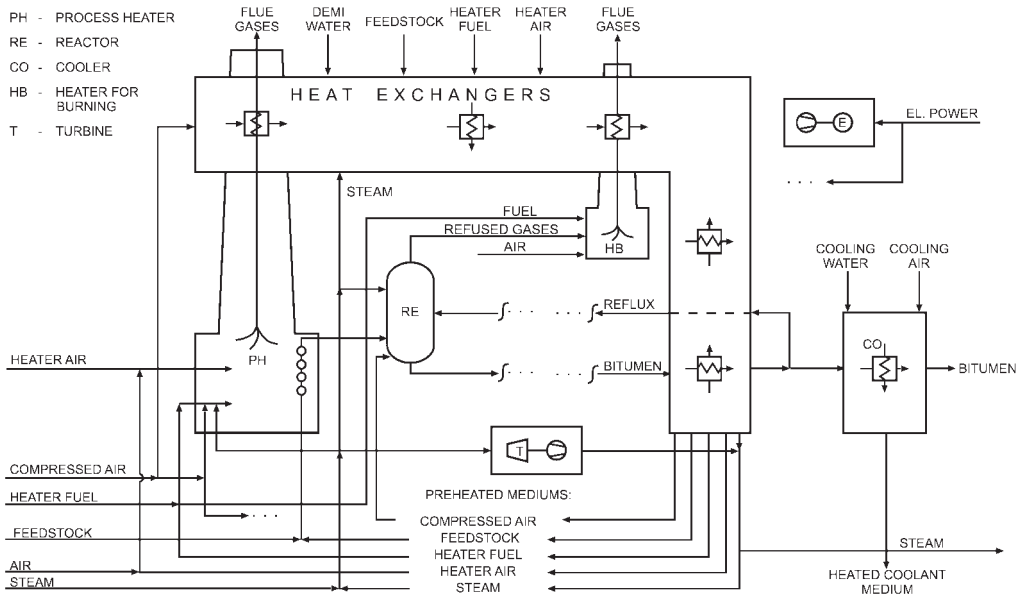 PH - PROCESS HEATER
RE - REACTOR
CO - COOLER
HB - HEATER FOR
BURNING
T - TURBINE
FLUE
GASES
DEMI
WATER
FEEDSTOCK
HEATER
FUEL
HEATER
AIR
FLUE
GASES
HEAT EXCHANGERS
E
EL. POWER
. . .
STEAM
FUEL
REFUSED GASES
AIR
HB
COOLING
WATER
COOLING
AIR
RE
REFLUX
. . . . . .
PH
CO
HEATER AIR
BITUMEN
. . . . . .
BITUMEN
T
COMPRESSED AIR
HEATER FUEL
PREHEATED MEDIUMS:
. . .
COMPRESSED AIR
FEEDSTOCK
FEEDSTOCK
HEATER FUEL
STEAM
AIR
HEATER AIR
STEAM
STEAM
HEATED COOLANT
MEDIUM